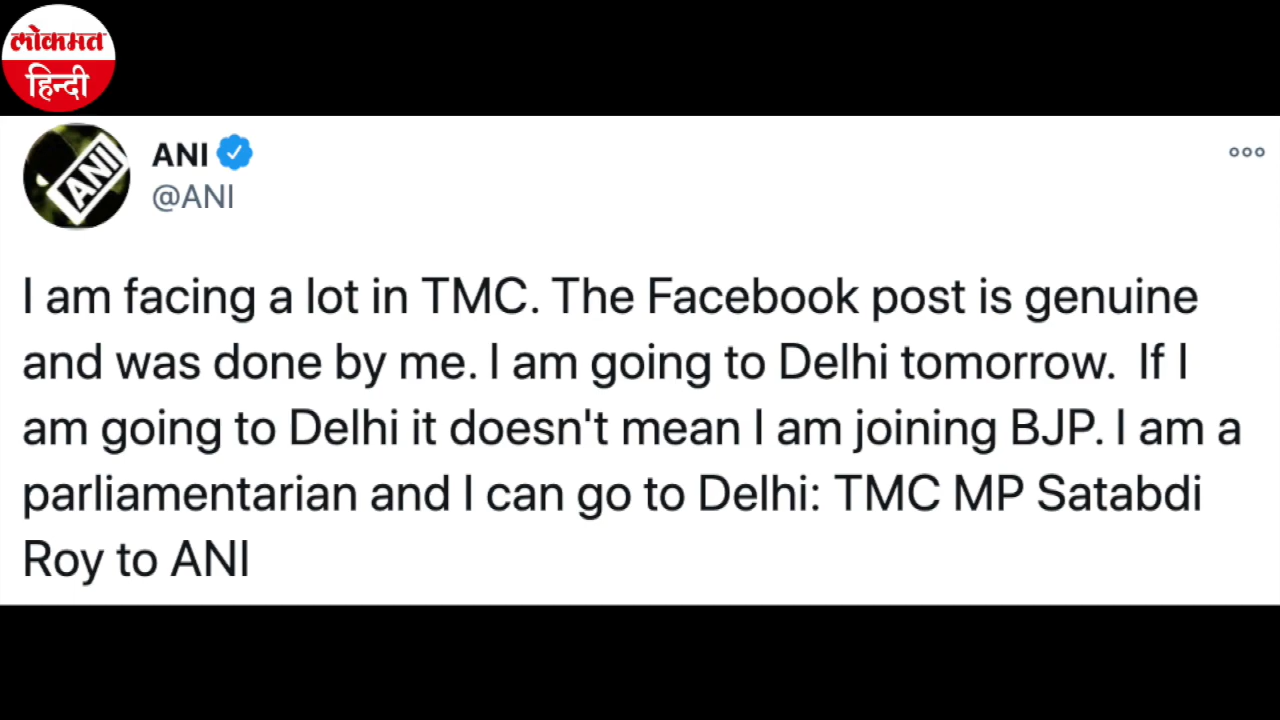 लोकमत
हिन्दी
ANI
ANI
@ANI
I am facing a lot in TMC. The Facebook post is genuine
and was done by me. I am going to Delhi tomorrow.  If I
am going to Delhi it doesn't mean I am joining BJP. I am a
parliamentarian and I can go to Delhi: TMC MP Satabdi
Roy to ANI